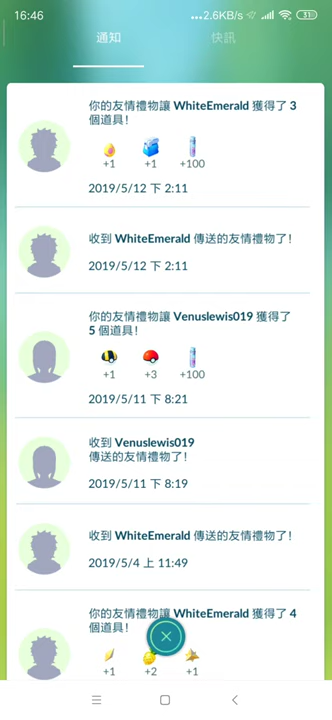 16:46
...2.6KB/s
31
通知
快訊
你的友情禮物讓 WhiteEmerald 獲得了 3
個道具!
+1
+1
+100
2019/5/12 下 2:11
收到 WhiteEmerald 傳送的友情禮物了!
2019/5/12 下 2:11
你的友情禮物讓 Venuslewis019 獲得了
5 個道具!
+1
+3
+100
2019/5/11 下 8:21
收到 Venuslewis019
傳送的友情禮物了!
2019/5/11 下 8:19
收到 WhiteEmerald 傳送的友情禮物了!
2019/5/4 上 11:49
你的友情禮物讓 WhiteEmerald 獲得了 4
個道具!
+1
+2
+1